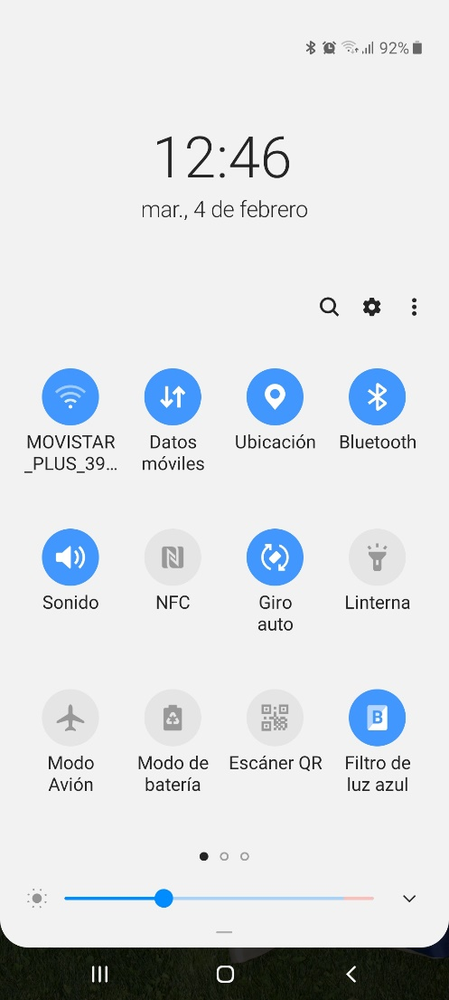 92%
12:46
mar., 4 de febrero
MOVISTAR
_PLUS_39...
Datos
móviles
Ubicación
Bluetooth
Sonido
NFC
Giro
auto
Linterna
Modo
Avión
Modo de
batería
Escáner QR
Filtro de
luz azul
B